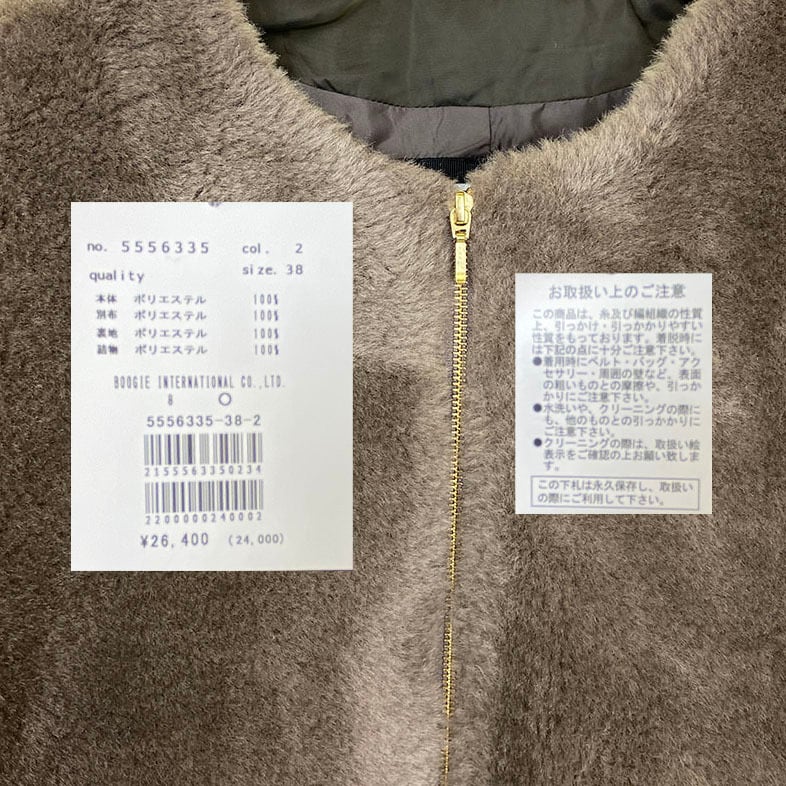 no. 5556335 col. 2
quality size. 38
本体 ポリエステル 100%
別布 ポリエステル 100%
裏地 ポリエステル 100%
詰物 ポリエステル 100%
BOOGIE INTERNATIONAL CO.,LTD.
8 ○
5556335-38-2
2155563350234
2200000240002
¥26,400 (24,000)
お取扱い上のご注意
この商品は、糸及び編組織の性質
上、引っかけ・引っかかりやすい
性質をもっております。着脱時に
は下記の点に十分ご注意下さい。
●着用時にベルト・バッグ・アク
セサリー・周囲の壁など、表面
の粗いものとの摩擦や、引っか
かりにご注意下さい。
●水洗いや、クリーニングの際に
も、他のものとの引っかかりに
ご注意下さい。
●クリーニングの際は、取扱い絵
表示をご確認の上お願い致しま
す。
この下札は永久保存し、取扱い
の際にご利用して下さい。